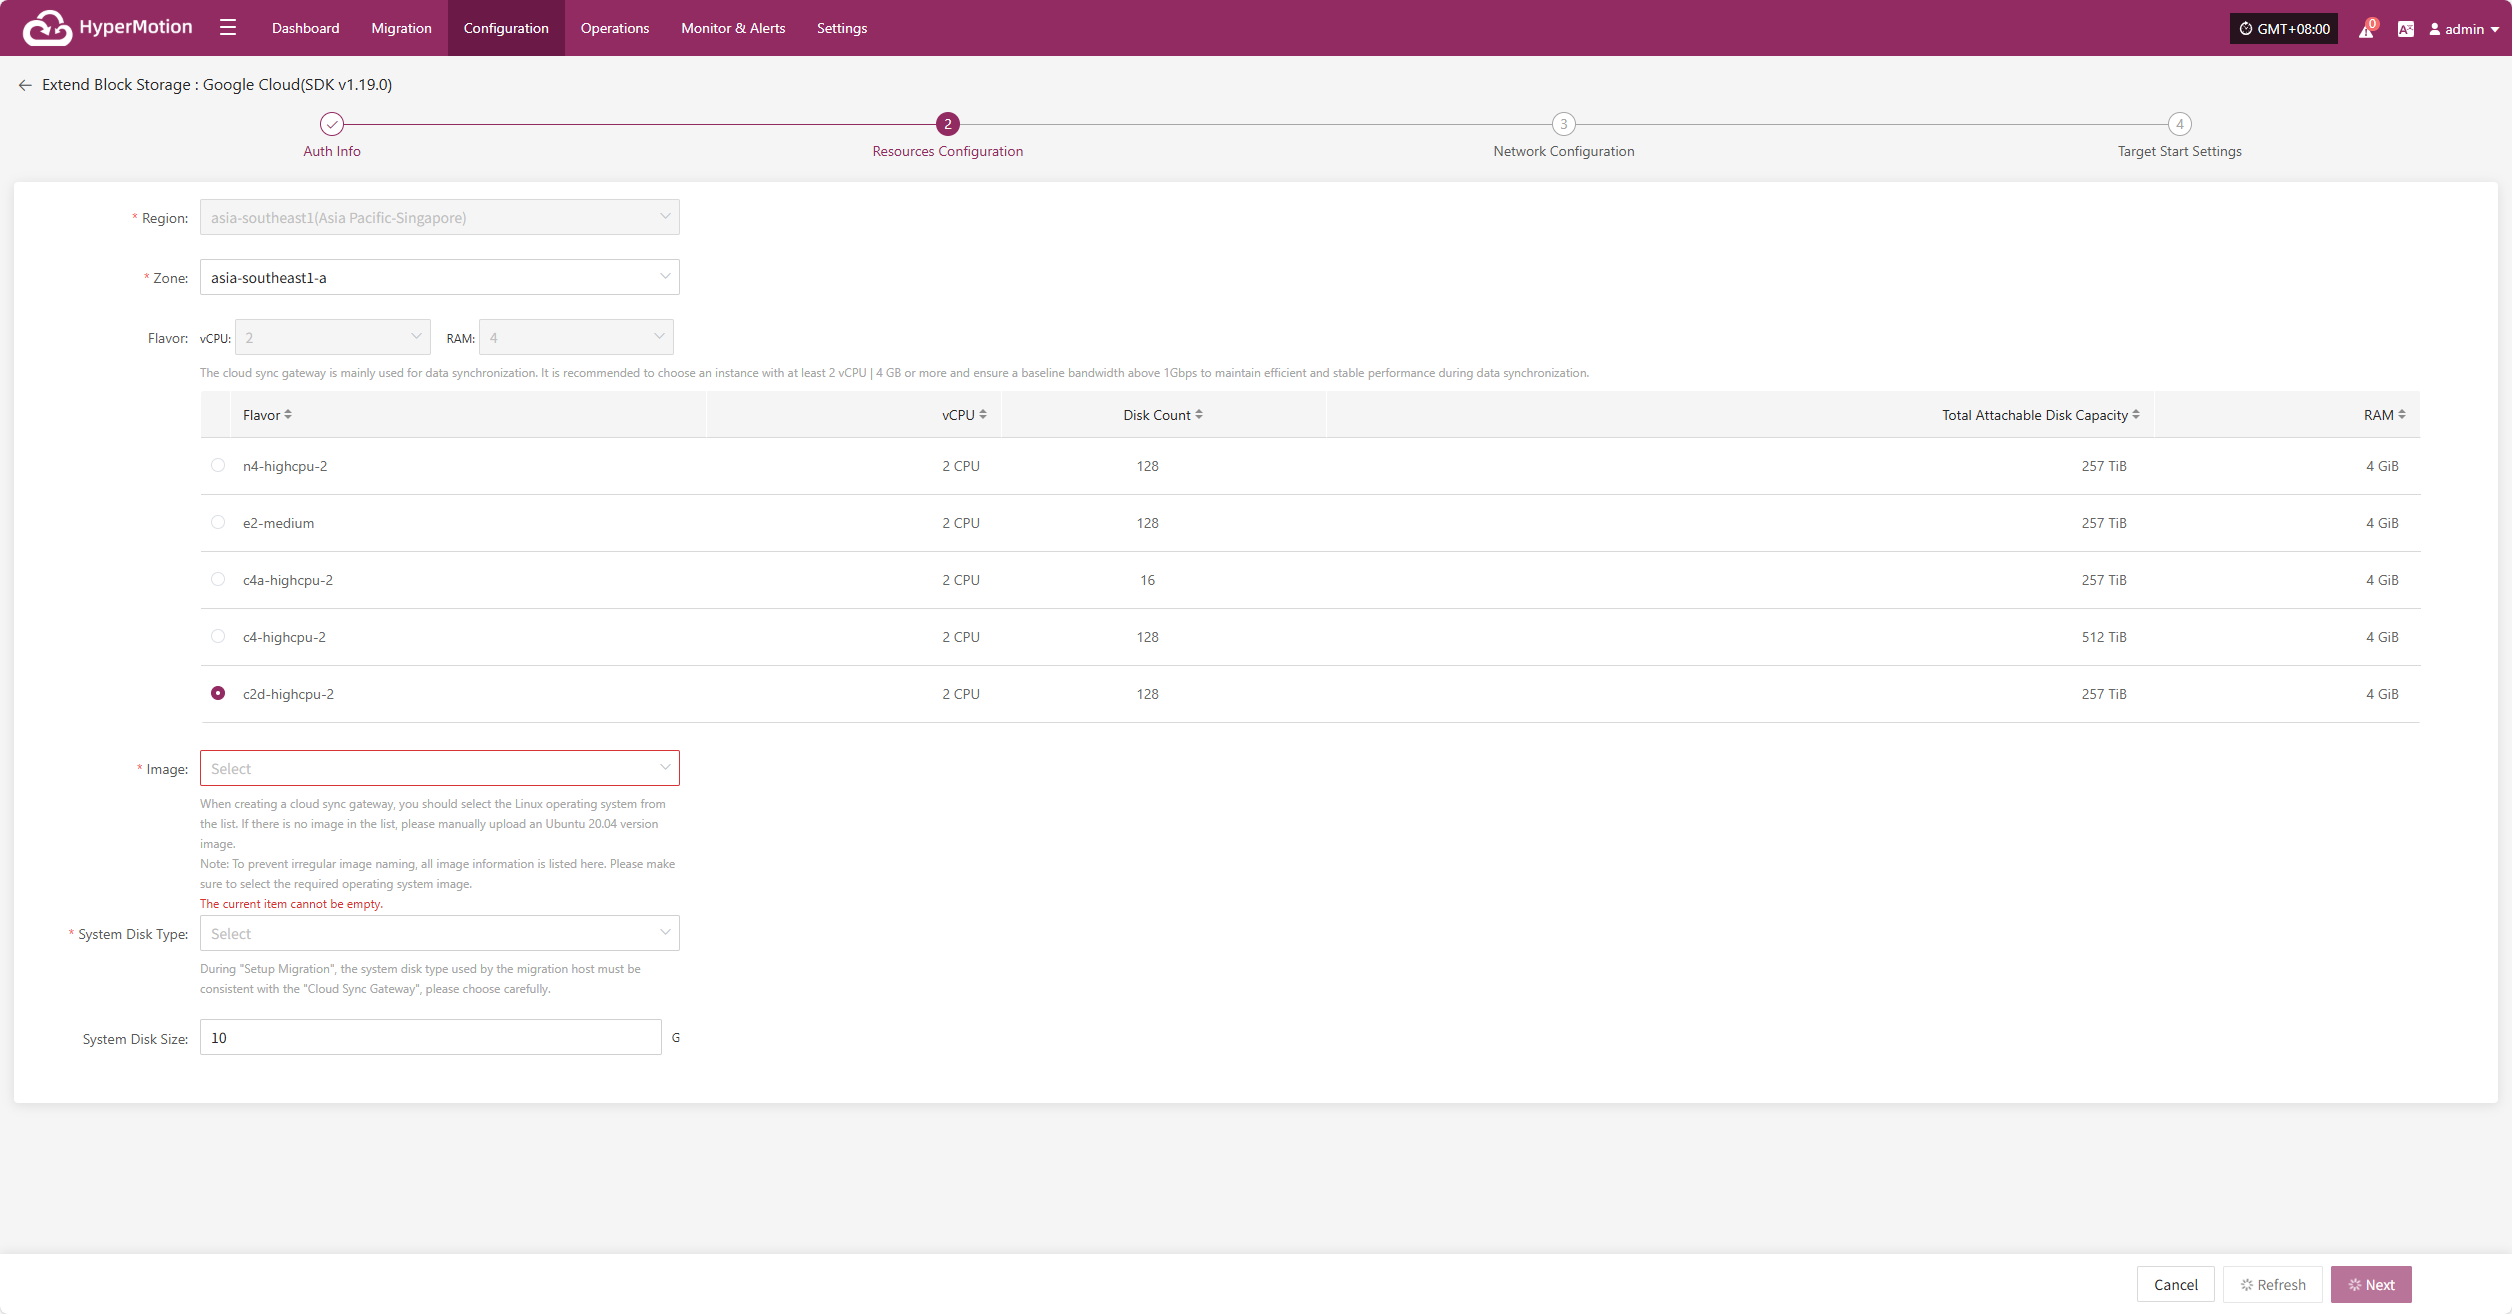 HyperMotion Dashboard Migration Configuration Operations Monitor & Alerts Settings GMT+08:00 0 admin
Extend Block Storage : Google Cloud(SDK v1.19.0)
2 3 4
Auth Info Resources Configuration Network Configuration Target Start Settings
* Region: asia-southeast1(Asia Pacific-Singapore)
* Zone: asia-southeast1-a
Flavor: vCPU: 2 RAM: 4
The cloud sync gateway is mainly used for data synchronization. It is recommended to choose an instance with at least 2 vCPU | 4 GB or more and ensure a baseline bandwidth above 1Gbps to maintain efficient and stable performance during data synchronization.
Flavor vCPU Disk Count Total Attachable Disk Capacity RAM
n4-highcpu-2 2 CPU 128 257 TiB 4 GiB
e2-medium 2 CPU 128 257 TiB 4 GiB
c4a-highcpu-2 2 CPU 16 257 TiB 4 GiB
c4-highcpu-2 2 CPU 128 512 TiB 4 GiB
c2d-highcpu-2 2 CPU 128 257 TiB 4 GiB
* Image: Select
When creating a cloud sync gateway, you should select the Linux operating system from
the list. If there is no image in the list, please manually upload an Ubuntu 20.04 version
image.
Note: To prevent irregular image naming, all image information is listed here. Please make
sure to select the required operating system image.
The current item cannot be empty.
* System Disk Type: Select
During "Setup Migration", the system disk type used by the migration host must be
consistent with the "Cloud Sync Gateway", please choose carefully.
System Disk Size: 10 G
Cancel Refresh Next